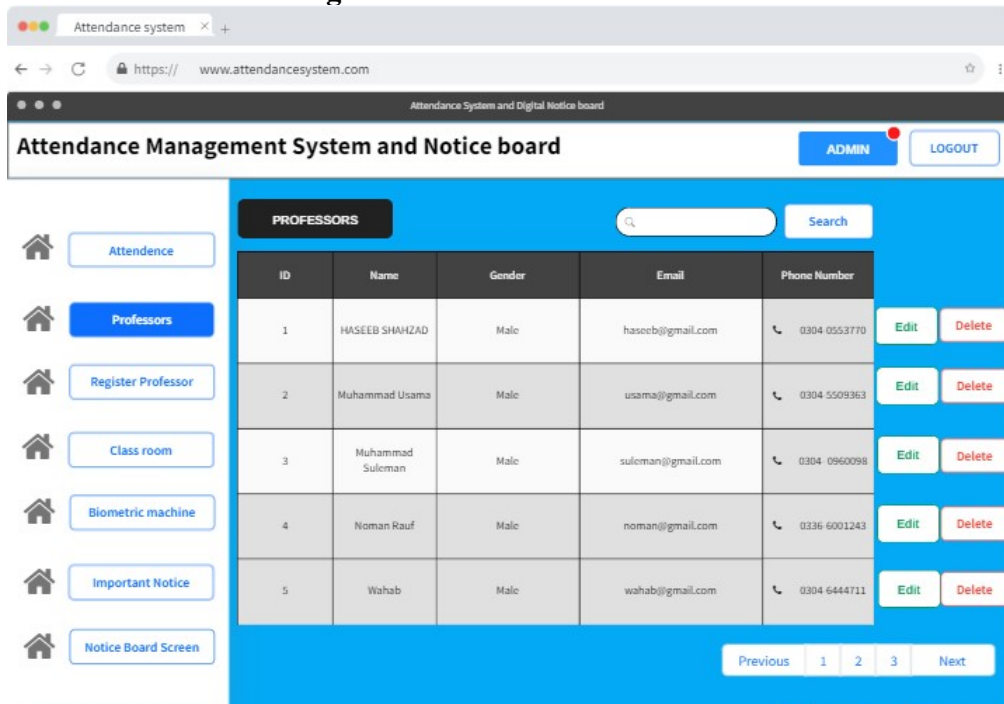 g
Attendance system × +
https:// www.attendancesystem.com
Attendance System and Digital Notice board
Attendance Management System and Notice board
ADMIN
LOGOUT
PROFESSORS
Search
Attendence
Professors
Register Professor
Class room
Biometric machine
Important Notice
Notice Board Screen
ID Name Gender Email Phone Number
1 HASEEB SHAHZAD Male haseeb@gmail.com 0304-0553770 Edit Delete
2 Muhammad Usama Male usama@gmail.com 0304-5509363 Edit Delete
3 Muhammad Suleman Male suleman@gmail.com 0304- 0960098 Edit Delete
4 Noman Rauf Male noman@gmail.com 0336-6001243 Edit Delete
5 Wahab Male wahab@gmail.com 0304-6444711 Edit Delete
Previous 1 2 3 Next